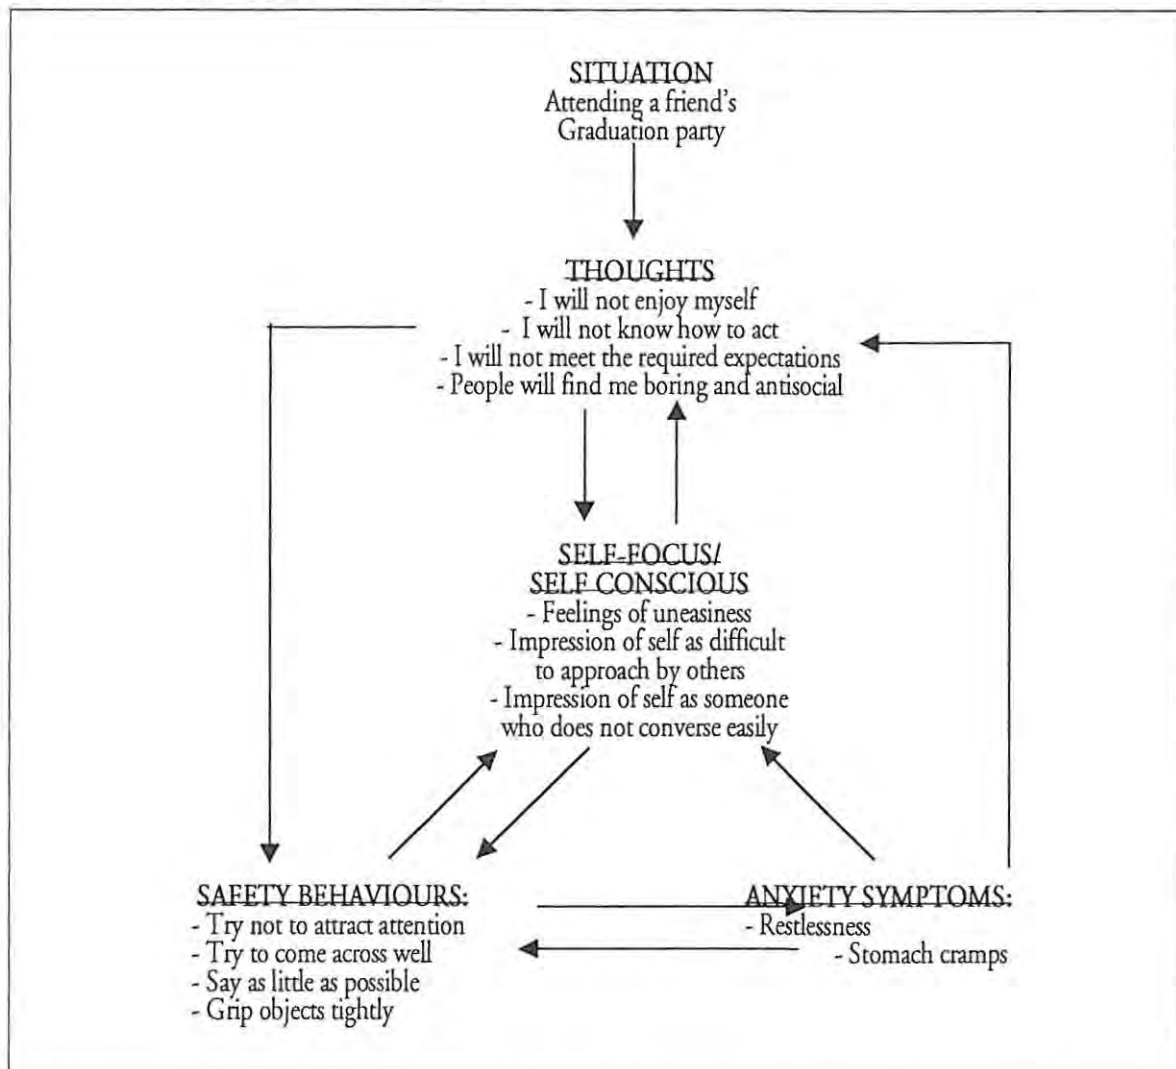 SITUATION
Attending a friend's
Graduation party
THOUGHTS
- I will not enjoy myself
- I will not know how to act
- I will not meet the required expectations
- People will find me boring and antisocial
SELF-FOCUS/
SELF CONSCIOUS
- Feelings of uneasiness
- Impression of self as difficult
to approach by others
- Impression of self as someone
who does not converse easily
SAFETY BEHAVIOURS:
- Try not to attract attention
- Try to come across well
- Say as little as possible
- Grip objects tightly
ANXIETY SYMPTOMS:
- Restlessness
- Stomach cramps